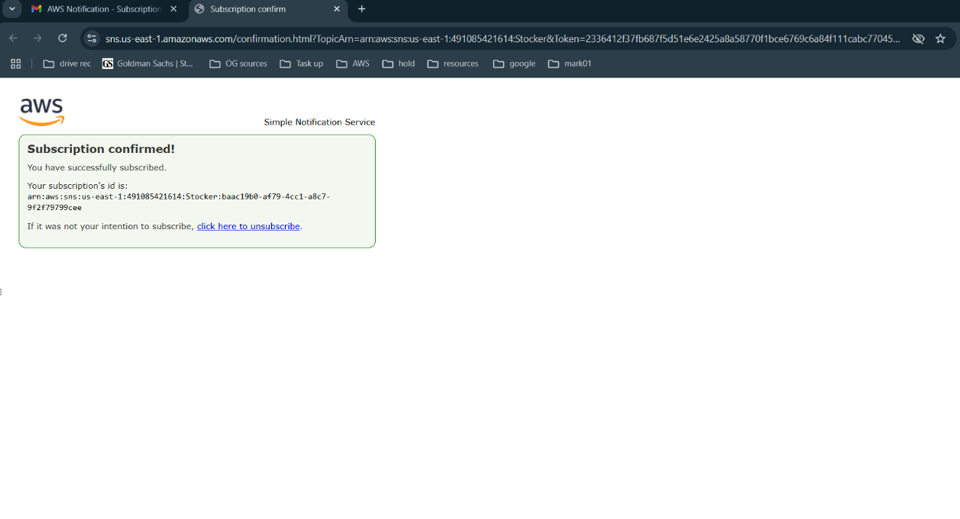 AWS Notification - Subscription
Subscription confirm
sns.us-east-1.amazonaws.com/confirmation.html?TopicArn=arn:aws:sns:us-east-1:491085421614:Stocker&Token=2336412f37fb687f5d51e6e2425a8a58770f1bce6769c6a84f111cabc77045...
drive rec
Goldman Sachs | St...
OG sources
Task up
AWS
hold
resources
google
mark01
aws
Simple Notification Service
Subscription confirmed!
You have successfully subscribed.
Your subscription's id is:
arn:aws:sns:us-east-1:491085421614:Stocker:baac19b0-af79-4cc1-a8c7-
9f2f79799cee
If it was not your intention to subscribe, click here to unsubscribe.